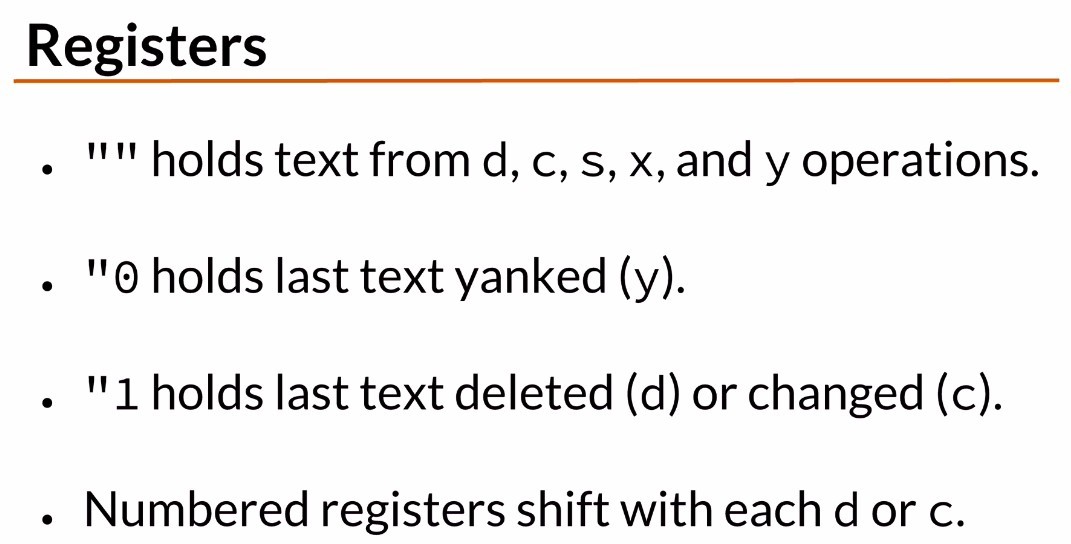 Registers
• "" holds text from d, c, s, x, and y operations.
• "0 holds last text yanked (y).
• "1 holds last text deleted (d) or changed (c).
• Numbered registers shift with each d or c.